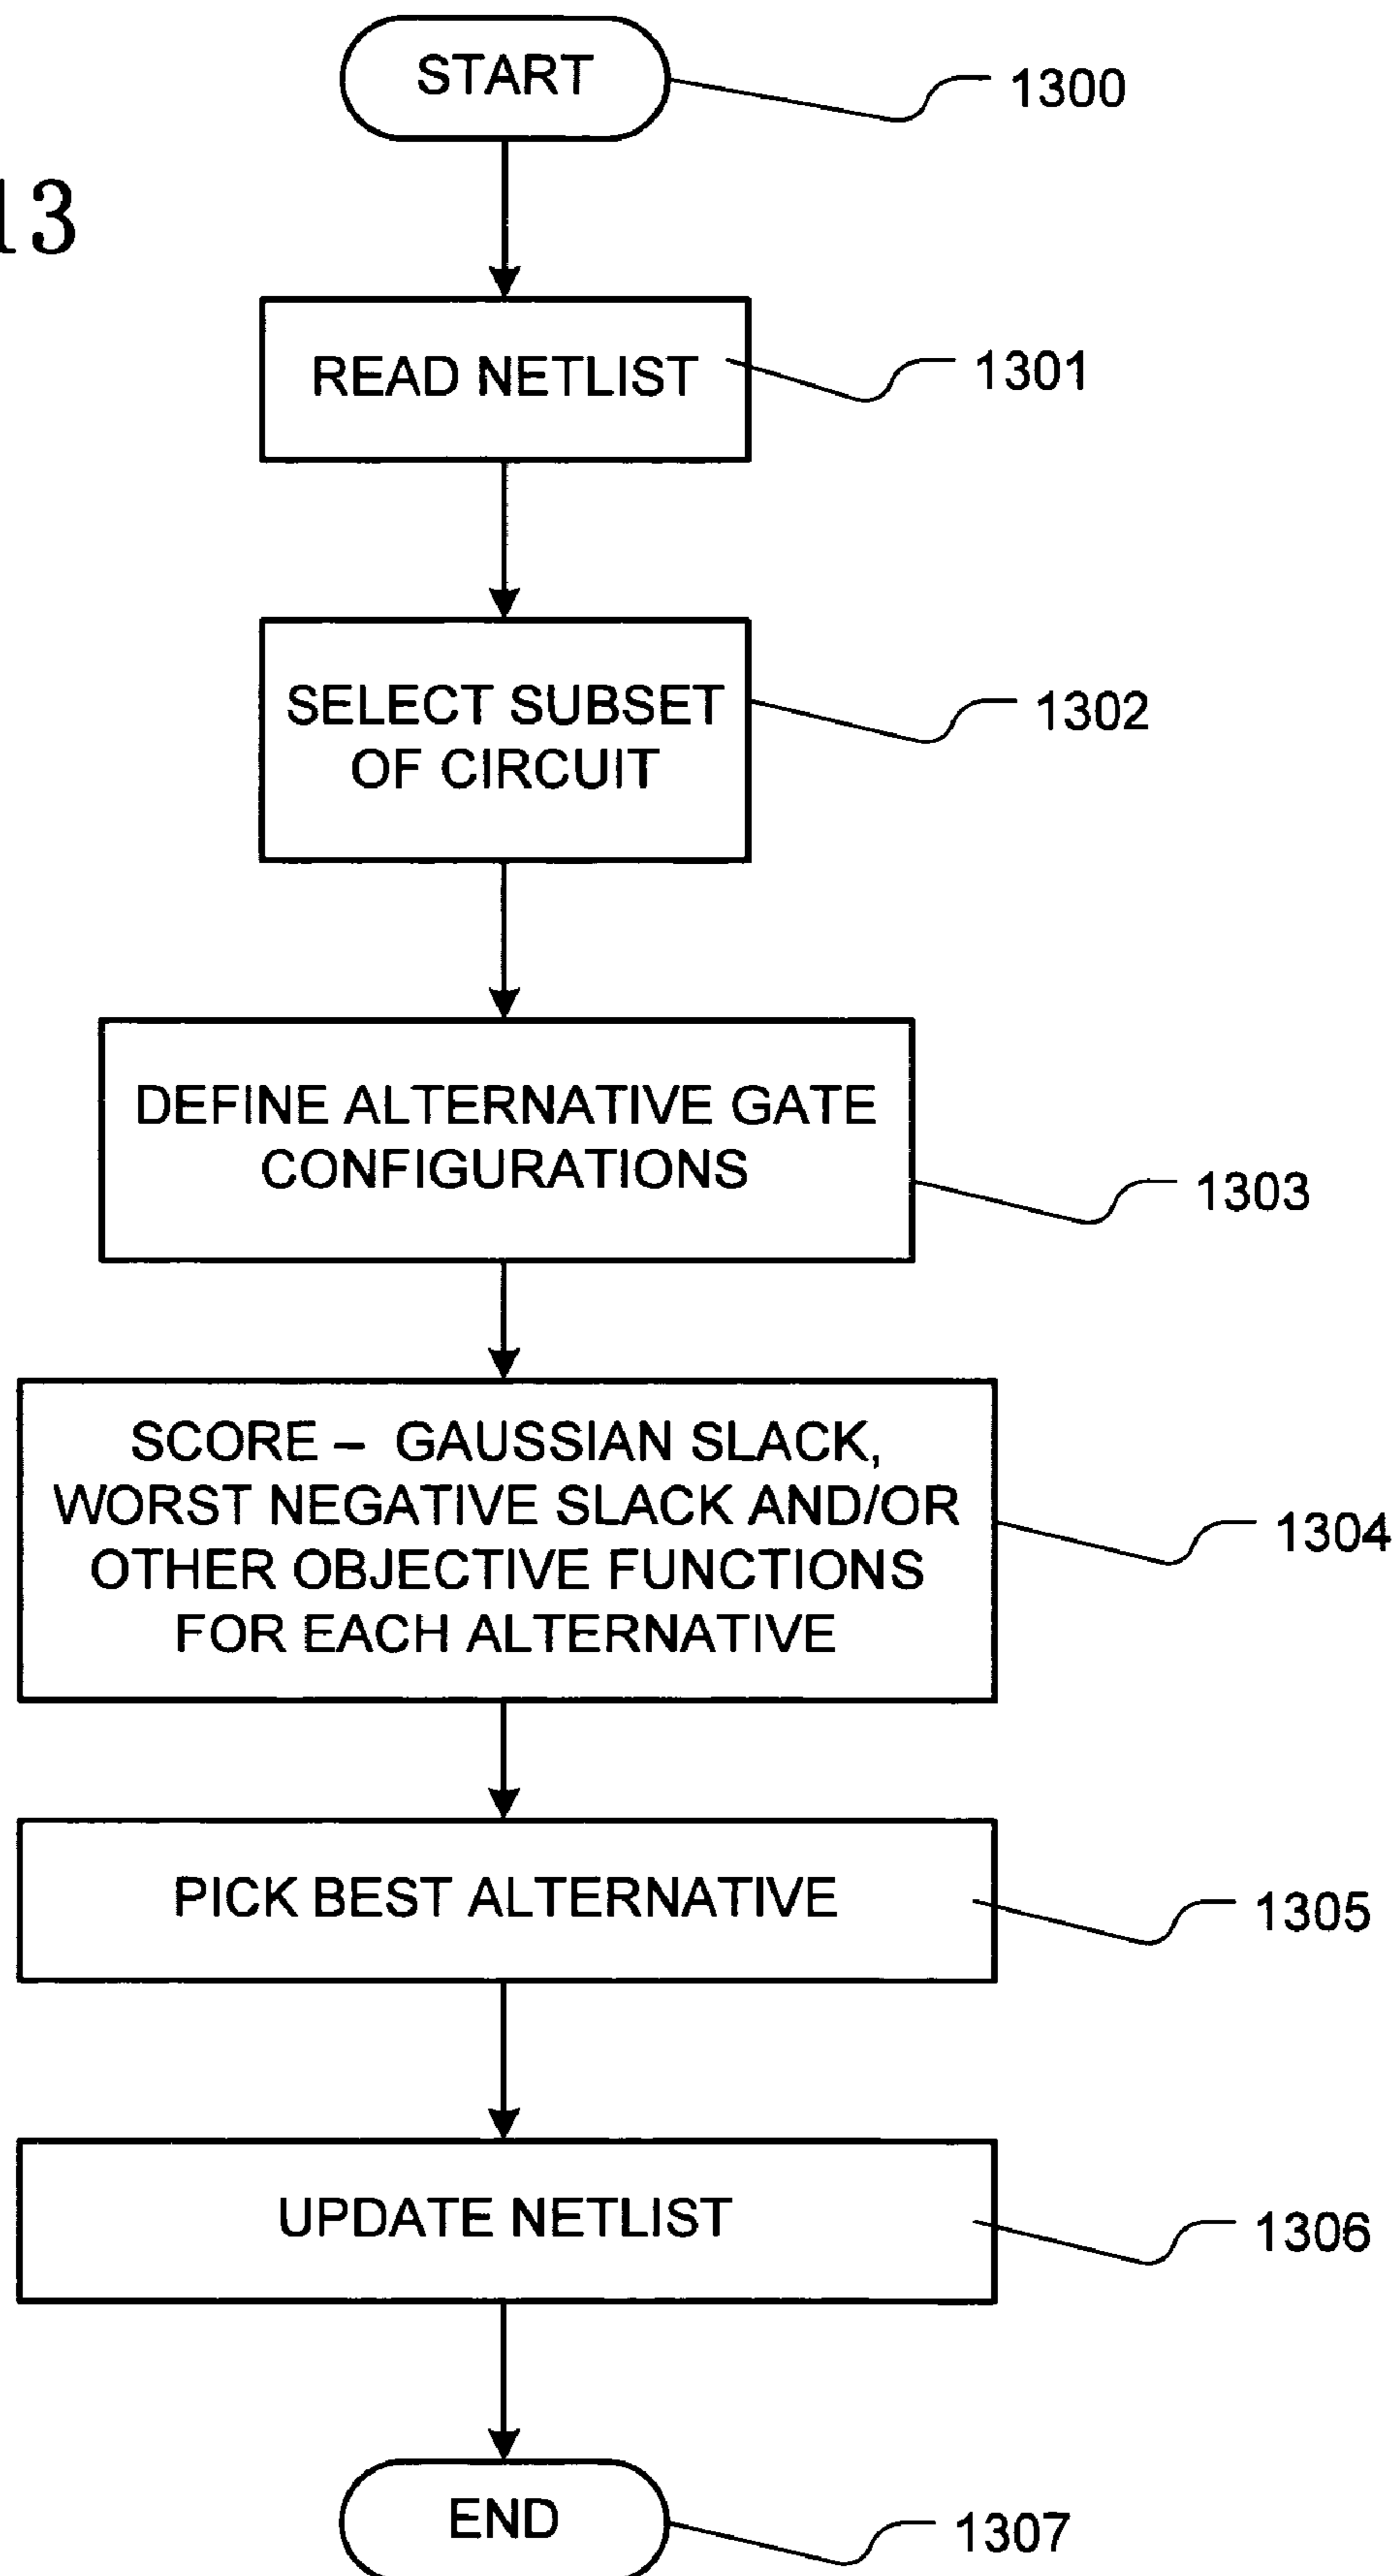 START
1300
13
READ NETLIST
1301
SELECT SUBSET
OF CIRCUIT
1302
DEFINE ALTERNATIVE GATE
CONFIGURATIONS
1303
SCORE – GAUSSIAN SLACK,
WORST NEGATIVE SLACK AND/OR
OTHER OBJECTIVE FUNCTIONS
FOR EACH ALTERNATIVE
1304
PICK BEST ALTERNATIVE
1305
UPDATE NETLIST
1306
END
1307